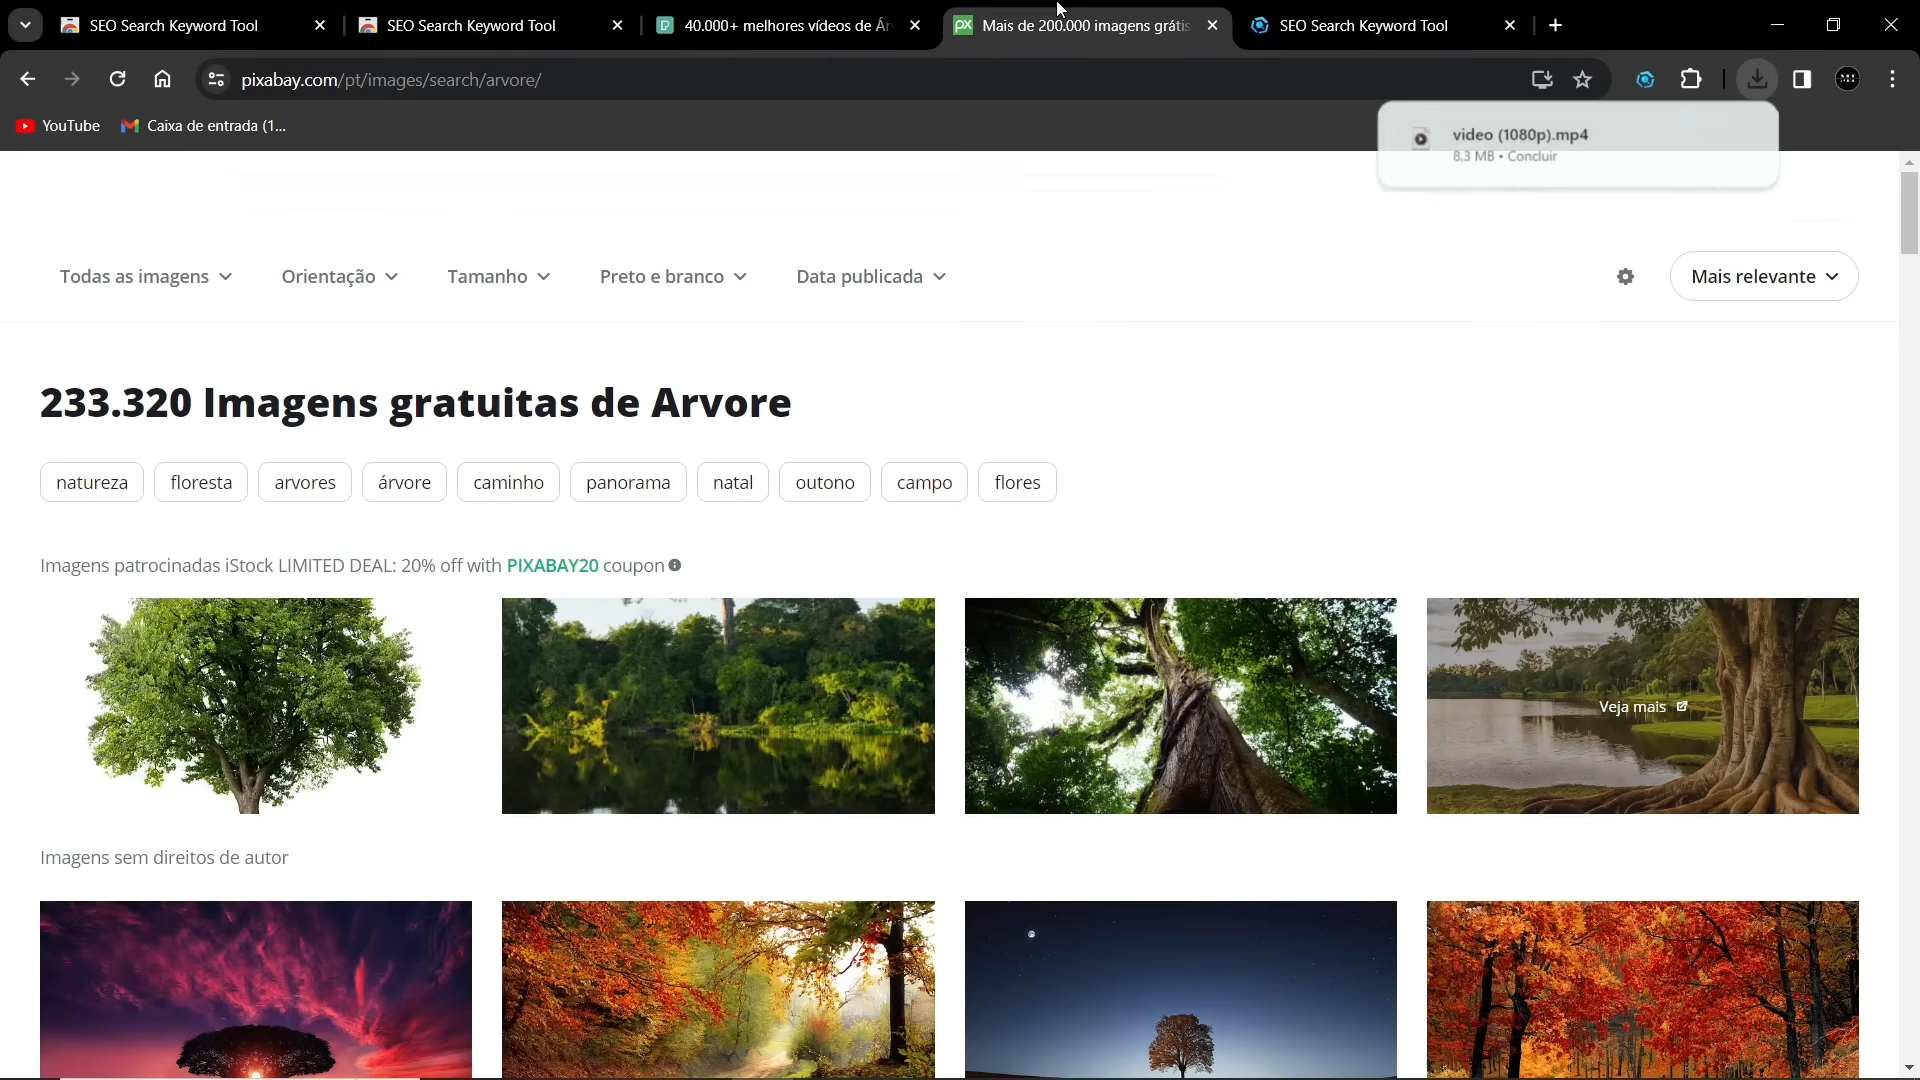 SEO Search Keyword Tool
SEO Search Keyword Tool
40.000+ melhores vídeos de Ár
Mais de 200.000 imagens grátis
SEO Search Keyword Tool
pixabay.com/pt/images/search/arvore/
YouTube
Caixa de entrada (1...
video (1080p).mp4
8.3 MB • Concluir
Todas as imagens
Orientação
Tamanho
Preto e branco
Data publicada
Mais relevante
233.320 Imagens gratuitas de Arvore
natureza
floresta
arvores
árvore
caminho
panorama
natal
outono
campo
flores
Imagens patrocinadas iStock LIMITED DEAL: 20% off with PIXABAY20 coupon
Veja mais
Imagens sem direitos de autor